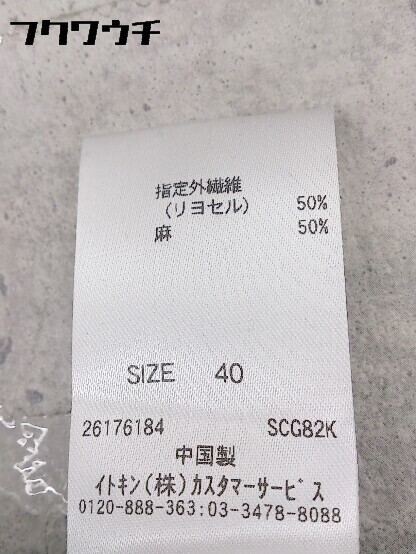 フクワウチ
指定外繊維
(リヨセル) 50%
麻 50%
SIZE 40
26176184 SCG82K
中国製
イトキン(株)カスタマーサービス
0120-888-363:03-3478-8088